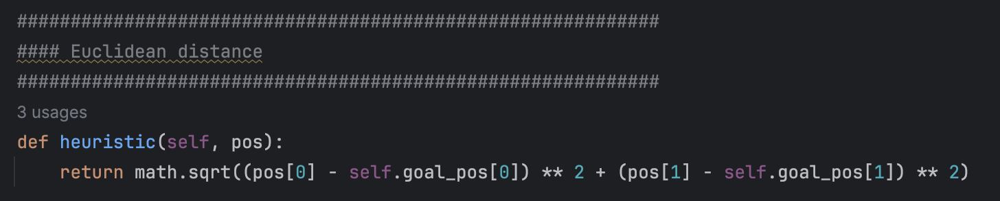 ############################################################
#### Euclidean distance
############################################################
3 usages
def heuristic(self, pos):
    return math.sqrt((pos[0] - self.goal_pos[0]) ** 2 + (pos[1] - self.goal_pos[1]) ** 2)